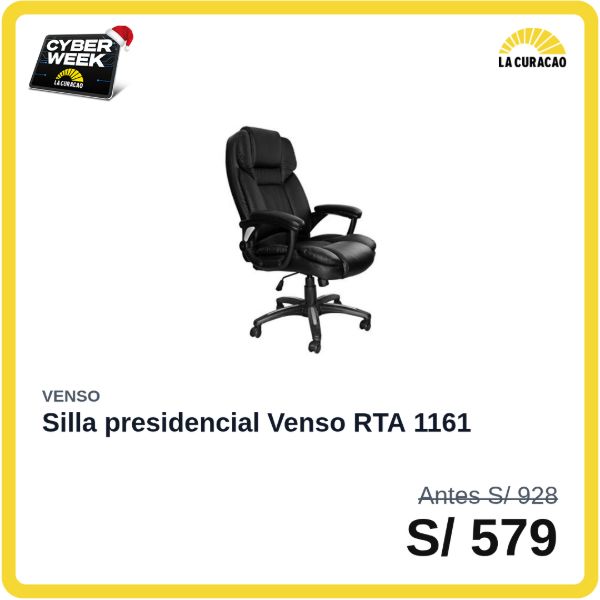 CYBER
WEEK
LA CURACAO
LA CURACAO
VENSO
Silla presidencial Venso RTA 1161
Antes S/ 928
S/ 579